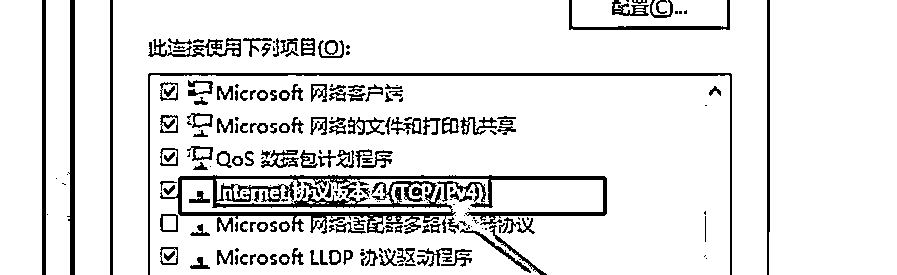 配置(C)...
此连接使用下列项目(O):
Microsoft 网络客户端
Microsoft 网络的文件和打印机共享
QoS 数据包计划程序
Internet 协议版本 4 (TCP/IPv4)
Microsoft 网络适配器多路传送器协议
Microsoft LLDP 协议驱动程序